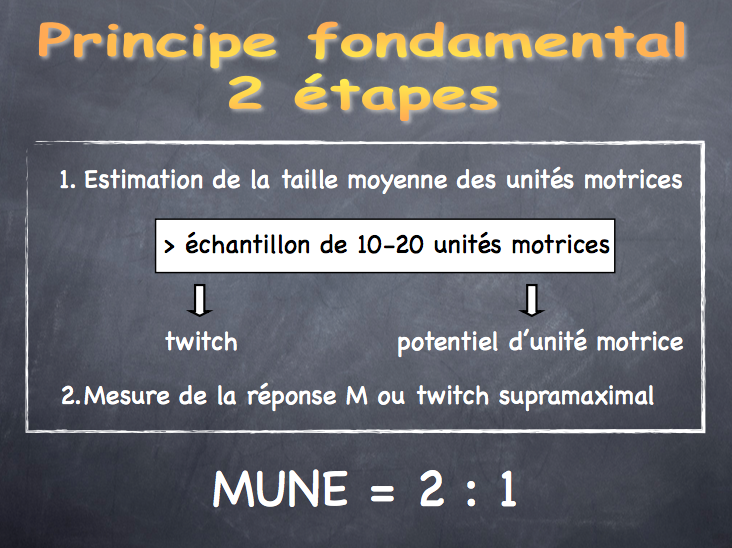 Principe fondamental
2 étapes
1. Estimation de la taille moyenne des unités motrices
> échantillon de 10-20 unités motrices
twitch
potentiel d’unité motrice
2.Mesure de la réponse M ou twitch supramaximal
MUNE = 2 : 1